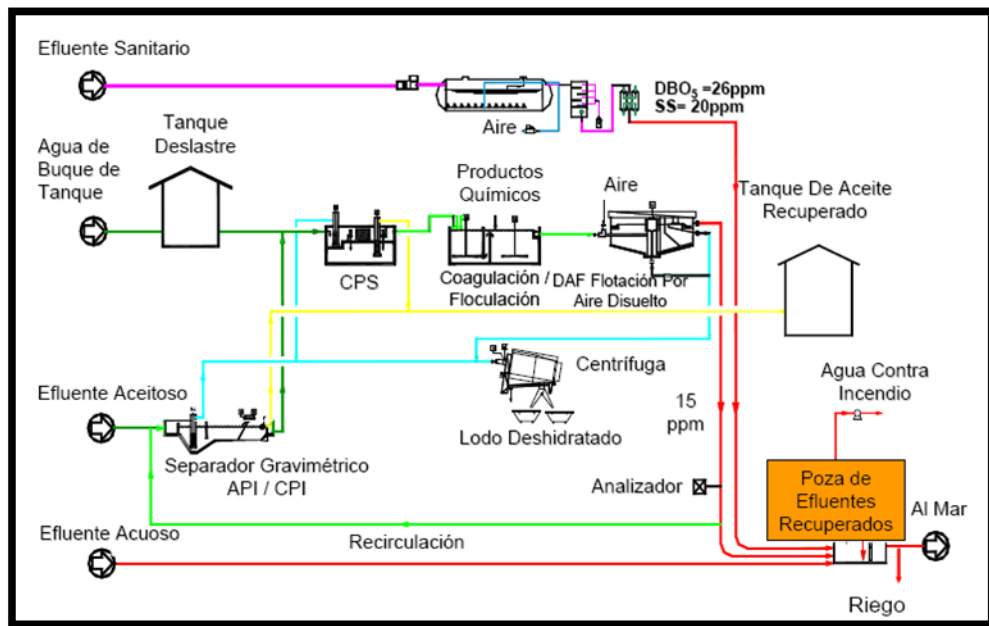 Efluente Sanitario
DBO5 =26ppm
SS= 20ppm
Aire
Tanque
Deslastre
Agua de
Buque de
Tanque
Productos
Químicos
Aire
Tanque De Aceite
Recuperado
CPS
Coagulación /
Floculación
DAF Flotación Por
Aire Disuelto
Centrífuga
Lodo Deshidratado
Efluente Aceitoso
Separador Gravimétrico
API / CPI
15
ppm
Agua Contra
Incendio
Analizador
Poza de
Efluentes
Recuperados
Al Mar
Efluente Acuoso
Recirculación
Riego